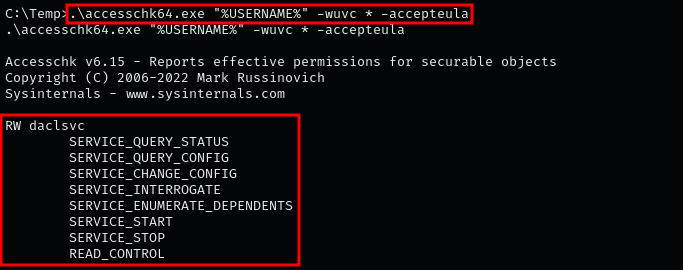 C:\Temp>.\accesschk64.exe "%USERNAME%" -wuvc * -accepteula
.\accesschk64.exe "%USERNAME%" -wuvc * -accepteula
Accesschk v6.15 - Reports effective permissions for securable objects
Copyright (C) 2006-2022 Mark Russinovich
Sysinternals - www.sysinternals.com
RW daclsvc
SERVICE_QUERY_STATUS
SERVICE_QUERY_CONFIG
SERVICE_CHANGE_CONFIG
SERVICE_INTERROGATE
SERVICE_ENUMERATE_DEPENDENTS
SERVICE_START
SERVICE_STOP
READ_CONTROL